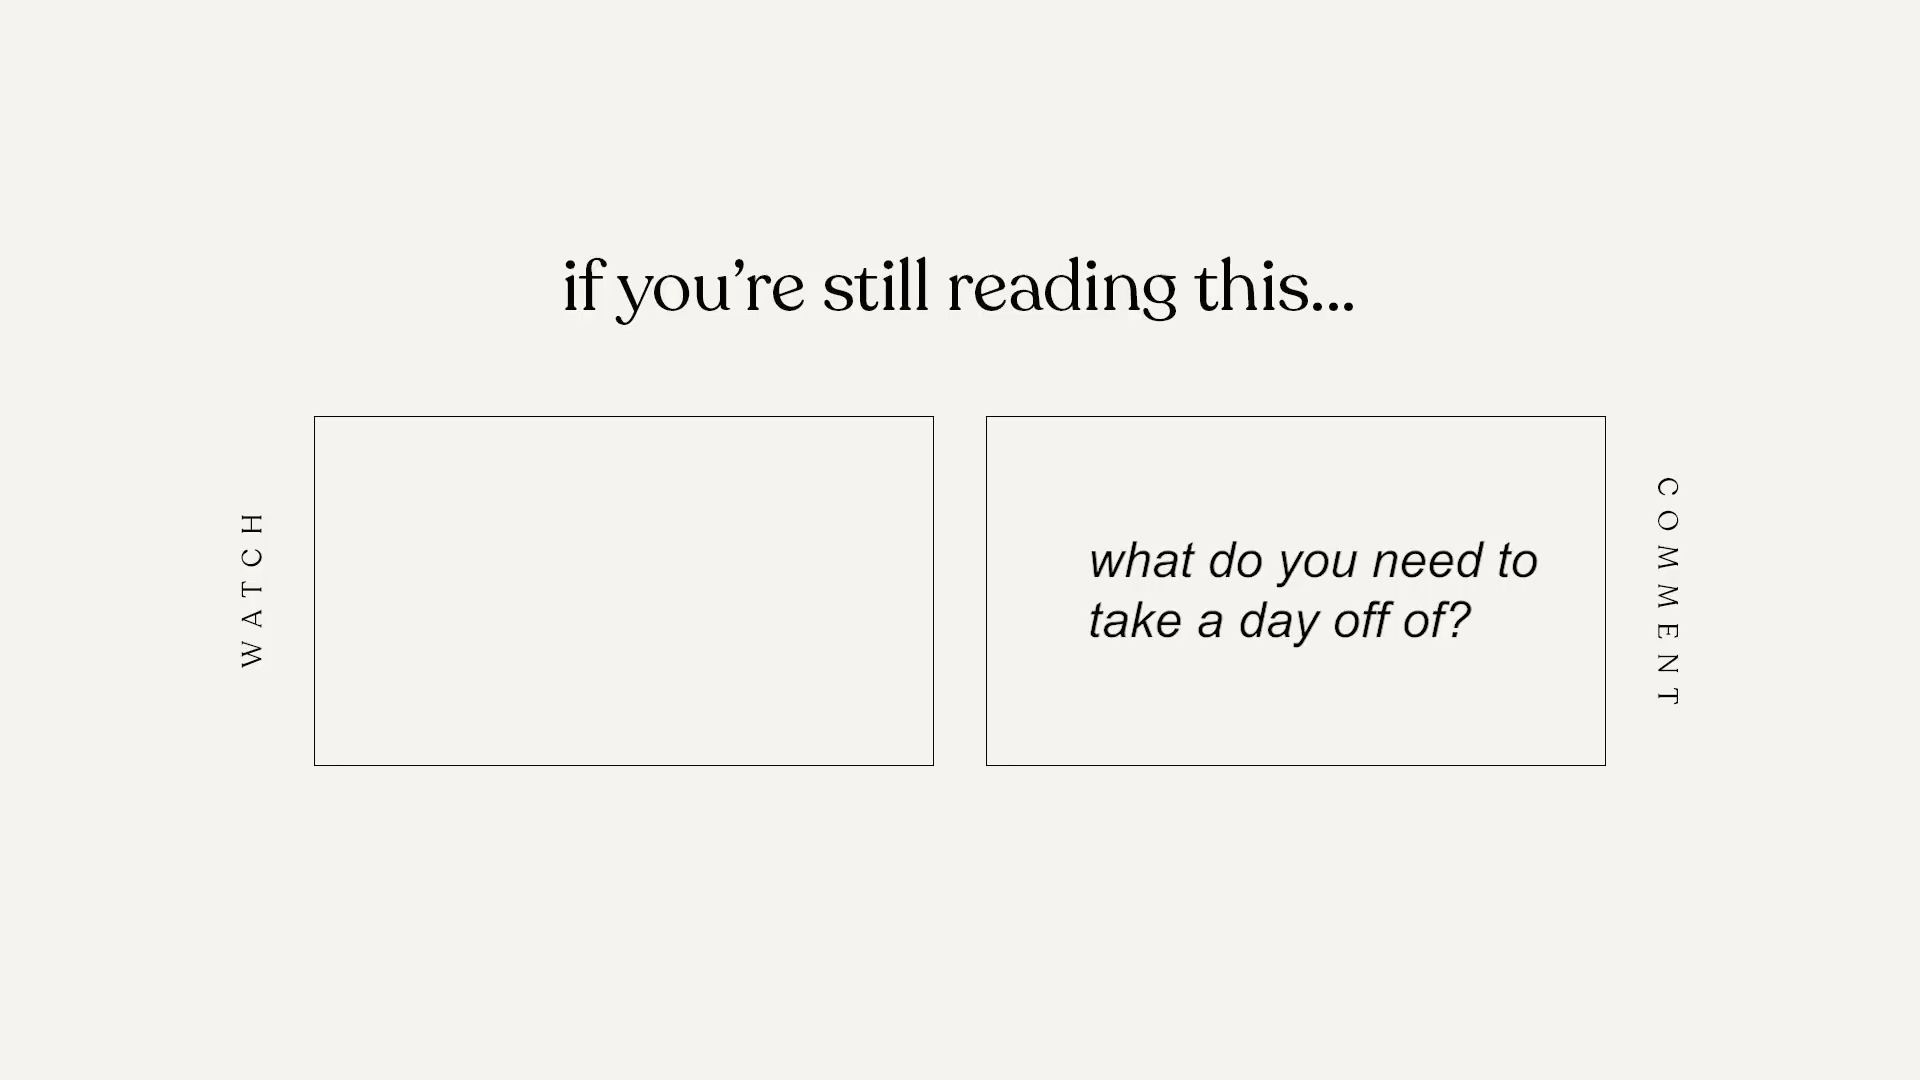 if you’re still reading this...
WATCH
what do you need to
take a day off of?
COMMENT